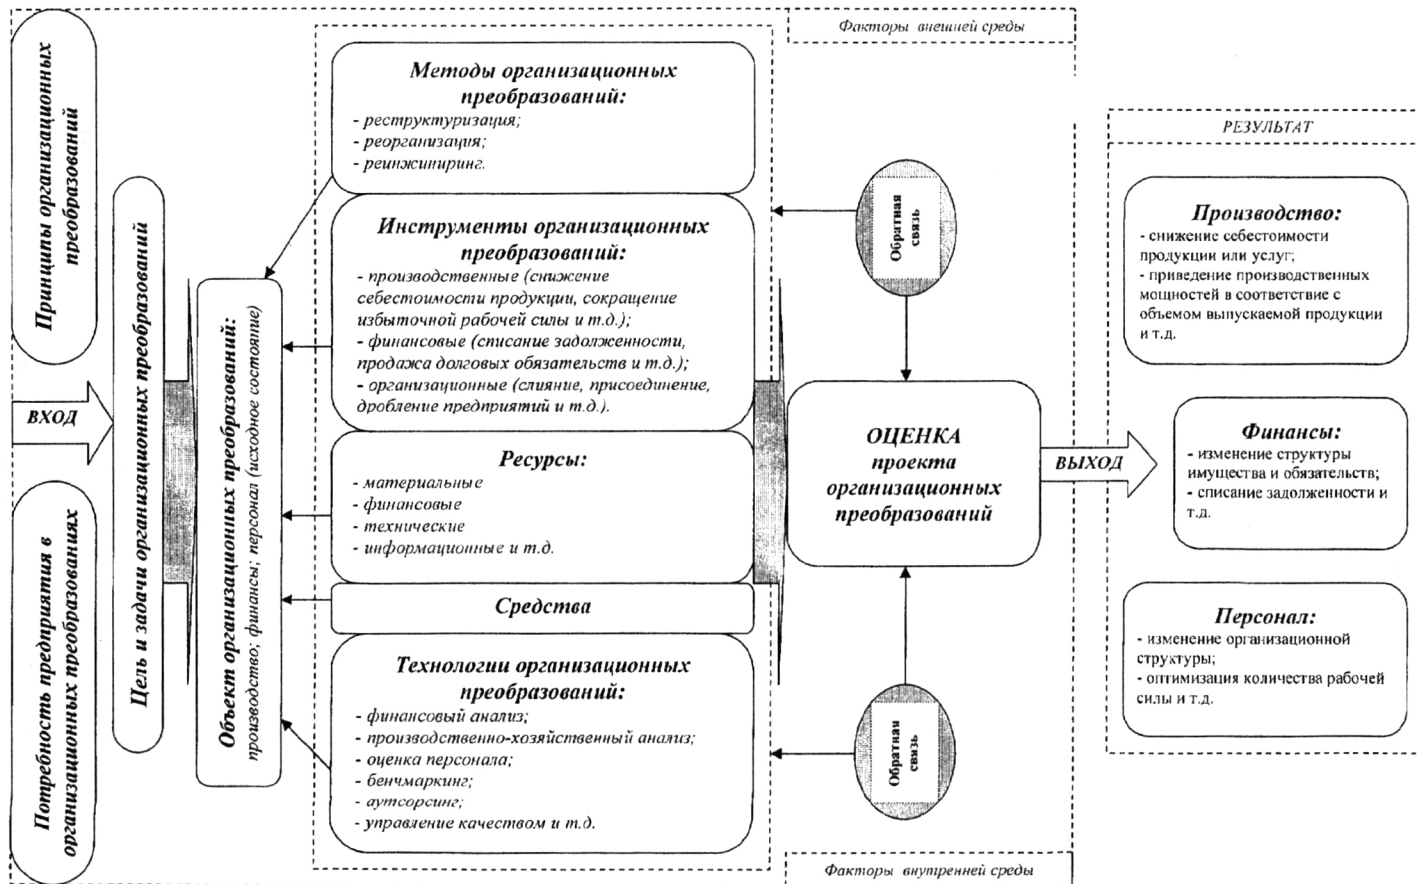 Принципы организационных
преобразований
ВХОД
Потребность предприятия в
организационных преобразованиях
Цель и задачи организационных преобразований
Объект организационных преобразований:
производство; финансы; персонал (исходное состояние)
Методы организационных
преобразований:
- реструктуризация;
- реорганизация;
- реинжиниринг.
Инструменты организационных
преобразований:
- производственные (снижение
себестоимости продукции, сокращение
избыточной рабочей силы и т.д.);
- финансовые (списание задолженности,
продажа долговых обязательств и т.д.);
- организационные (слияние, присоединение,
дробление предприятий и т.д.).
Ресурсы:
- материальные
- финансовые
- технические
- информационные и т.д.
Средства
Технологии организационных
преобразований:
- финансовый анализ;
- производственно-хозяйственный анализ;
- оценка персонала;
- бенчмаркинг;
- аутсорсинг;
- управление качеством и т.д.
Факторы внешней среды
Обратная
связь
ОЦЕНКА
проекта
организационных
преобразований
Обратная
связь
Факторы внутренней среды
ВЫХОД
РЕЗУЛЬТАТ
Производство:
- снижение себестоимости
продукции или услуг;
- приведение производственных
мощностей в соответствие с
объемом выпускаемой продукции
и т.д.
Финансы:
- изменение структуры
имущества и обязательств;
- списание задолженности и
т.д.
Персонал:
- изменение организационной
структуры;
- оптимизация количества рабочей
силы и т.д.